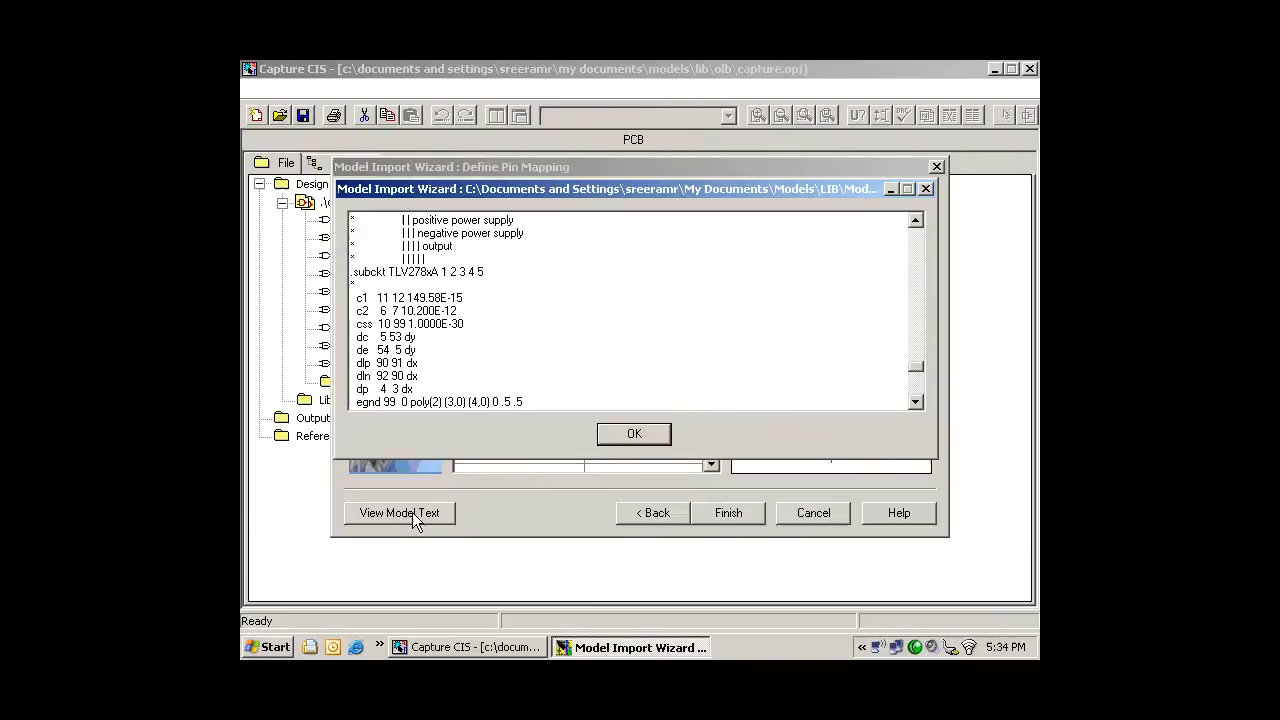 Capture CIS - [c:\documents and settings\sreeramr\my documents\models\lib\olb\capture.opj]
U?
DRC
PCB
File
Design
Lib
Output
Refere
Model Import Wizard : Define Pin Mapping
Model Import Wizard : C:\Documents and Settings\sreeramr\My Documents\Models\LIB\Mod...
* | | positive power supply
* | | | negative power supply
* | | | | output
* | | | | |
.subckt TLV278xA 1 2 3 4 5
*
c1 11 12 149.58E-15
c2 6 7 10.200E-12
css 10 99 1.0000E-30
dc 5 53 dy
de 54 5 dy
dlp 90 91 dx
dln 92 90 dx
dp 4 3 dx
egnd 99 0 poly(2) (3,0) (4,0) 0 .5 .5
OK
View Model Text
< Back
Finish
Cancel
Help
Ready
Start
»
Capture CIS - [c:\docum...
Model Import Wizard ...
«
5:34 PM